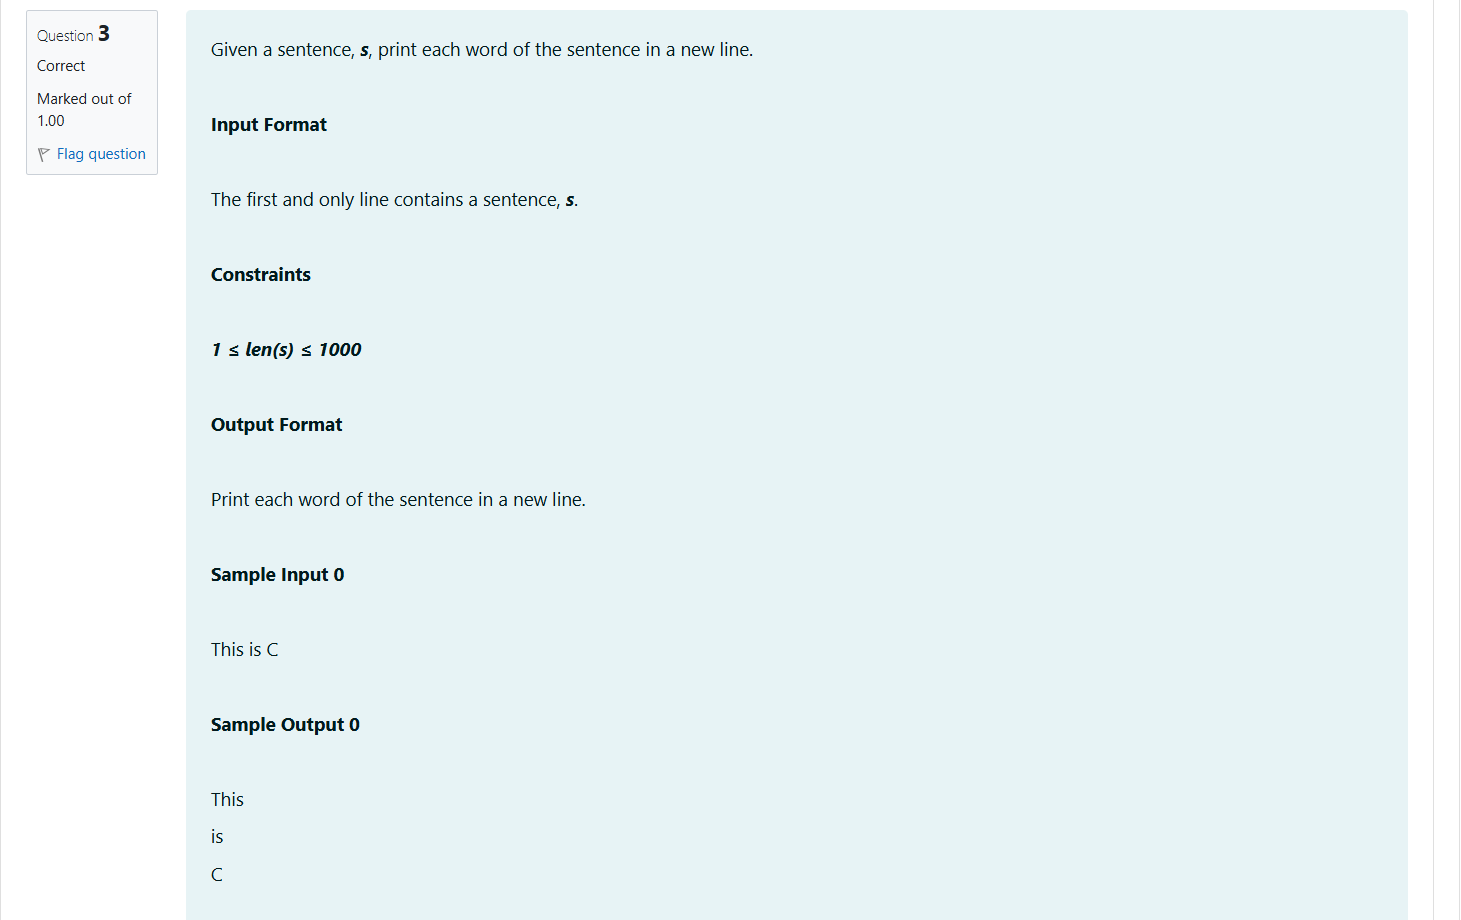 Question 3
Correct
Marked out of
1.00
Flag question
Given a sentence, s, print each word of the sentence in a new line.
Input Format
The first and only line contains a sentence, s.
Constraints
1 ≤ len(s) ≤ 1000
Output Format
Print each word of the sentence in a new line.
Sample Input 0
This is C
Sample Output 0
This
is
C